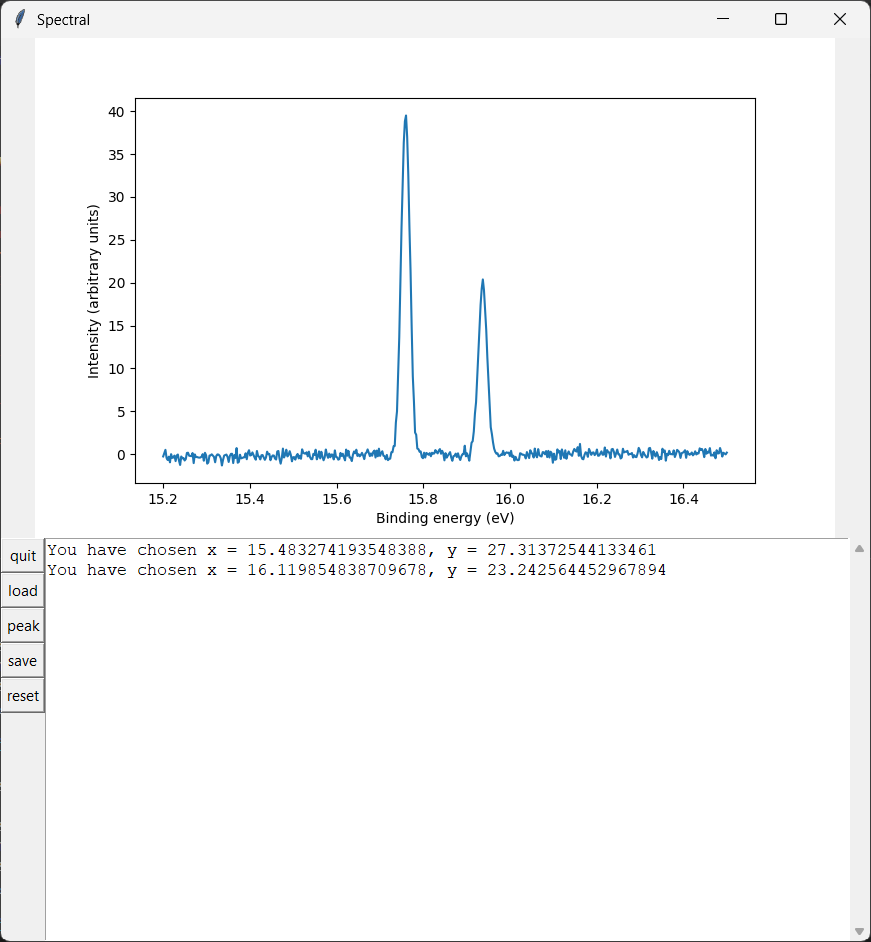 Spectral
40
35
30
25
20
15
10
5
0
Intensity (arbitrary units)
15.2 15.4 15.6 15.8 16.0 16.2 16.4
Binding energy (eV)
quit
load
peak
save
reset
You have chosen x = 15.483274193548388, y = 27.31372544133461
You have chosen x = 16.119854838709678, y = 23.242564452967894